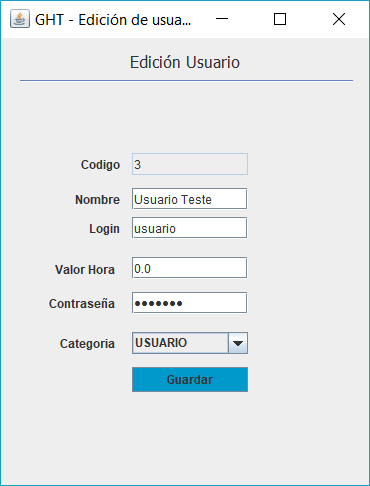 GHT - Edición de usua...
Edición Usuario
Codigo 3
Nombre Usuario Teste
Login usuario
Valor Hora 0.0
Contraseña •••••••
Categoria USUARIO
Guardar